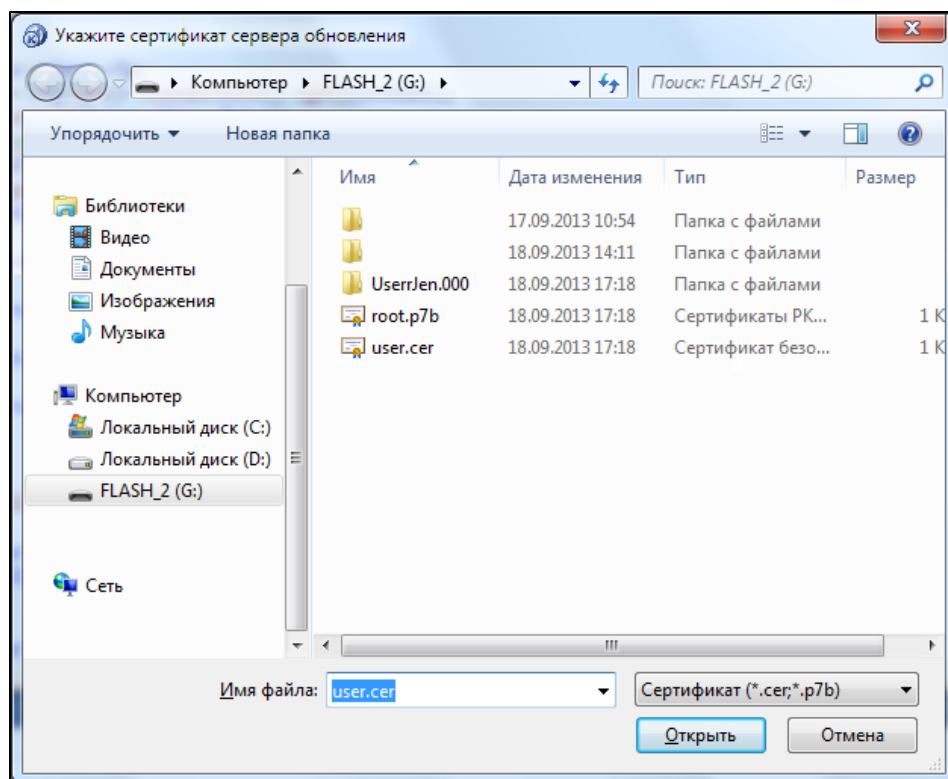 Укажите сертификат сервера обновления
Компьютер FLASH_2 (G:) Поиск: FLASH_2 (G:)
Упорядочить Новая папка
Имя Дата изменения Тип Размер
Библиотеки
Видео
Документы
Изображения
Музыка
Компьютер
Локальный диск (C:)
Локальный диск (D:)
FLASH_2 (G:)
Сеть
17.09.2013 10:54 Папка с файлами
18.09.2013 14:11 Папка с файлами
UserrJen.000 18.09.2013 17:18 Папка с файлами
root.p7b 18.09.2013 17:18 Сертификаты PK... 1 K
user.cer 18.09.2013 17:18 Сертификат безо... 1 K
Имя файла: user.cer Сертификат (*.cer;*.p7b)
Открыть Отмена